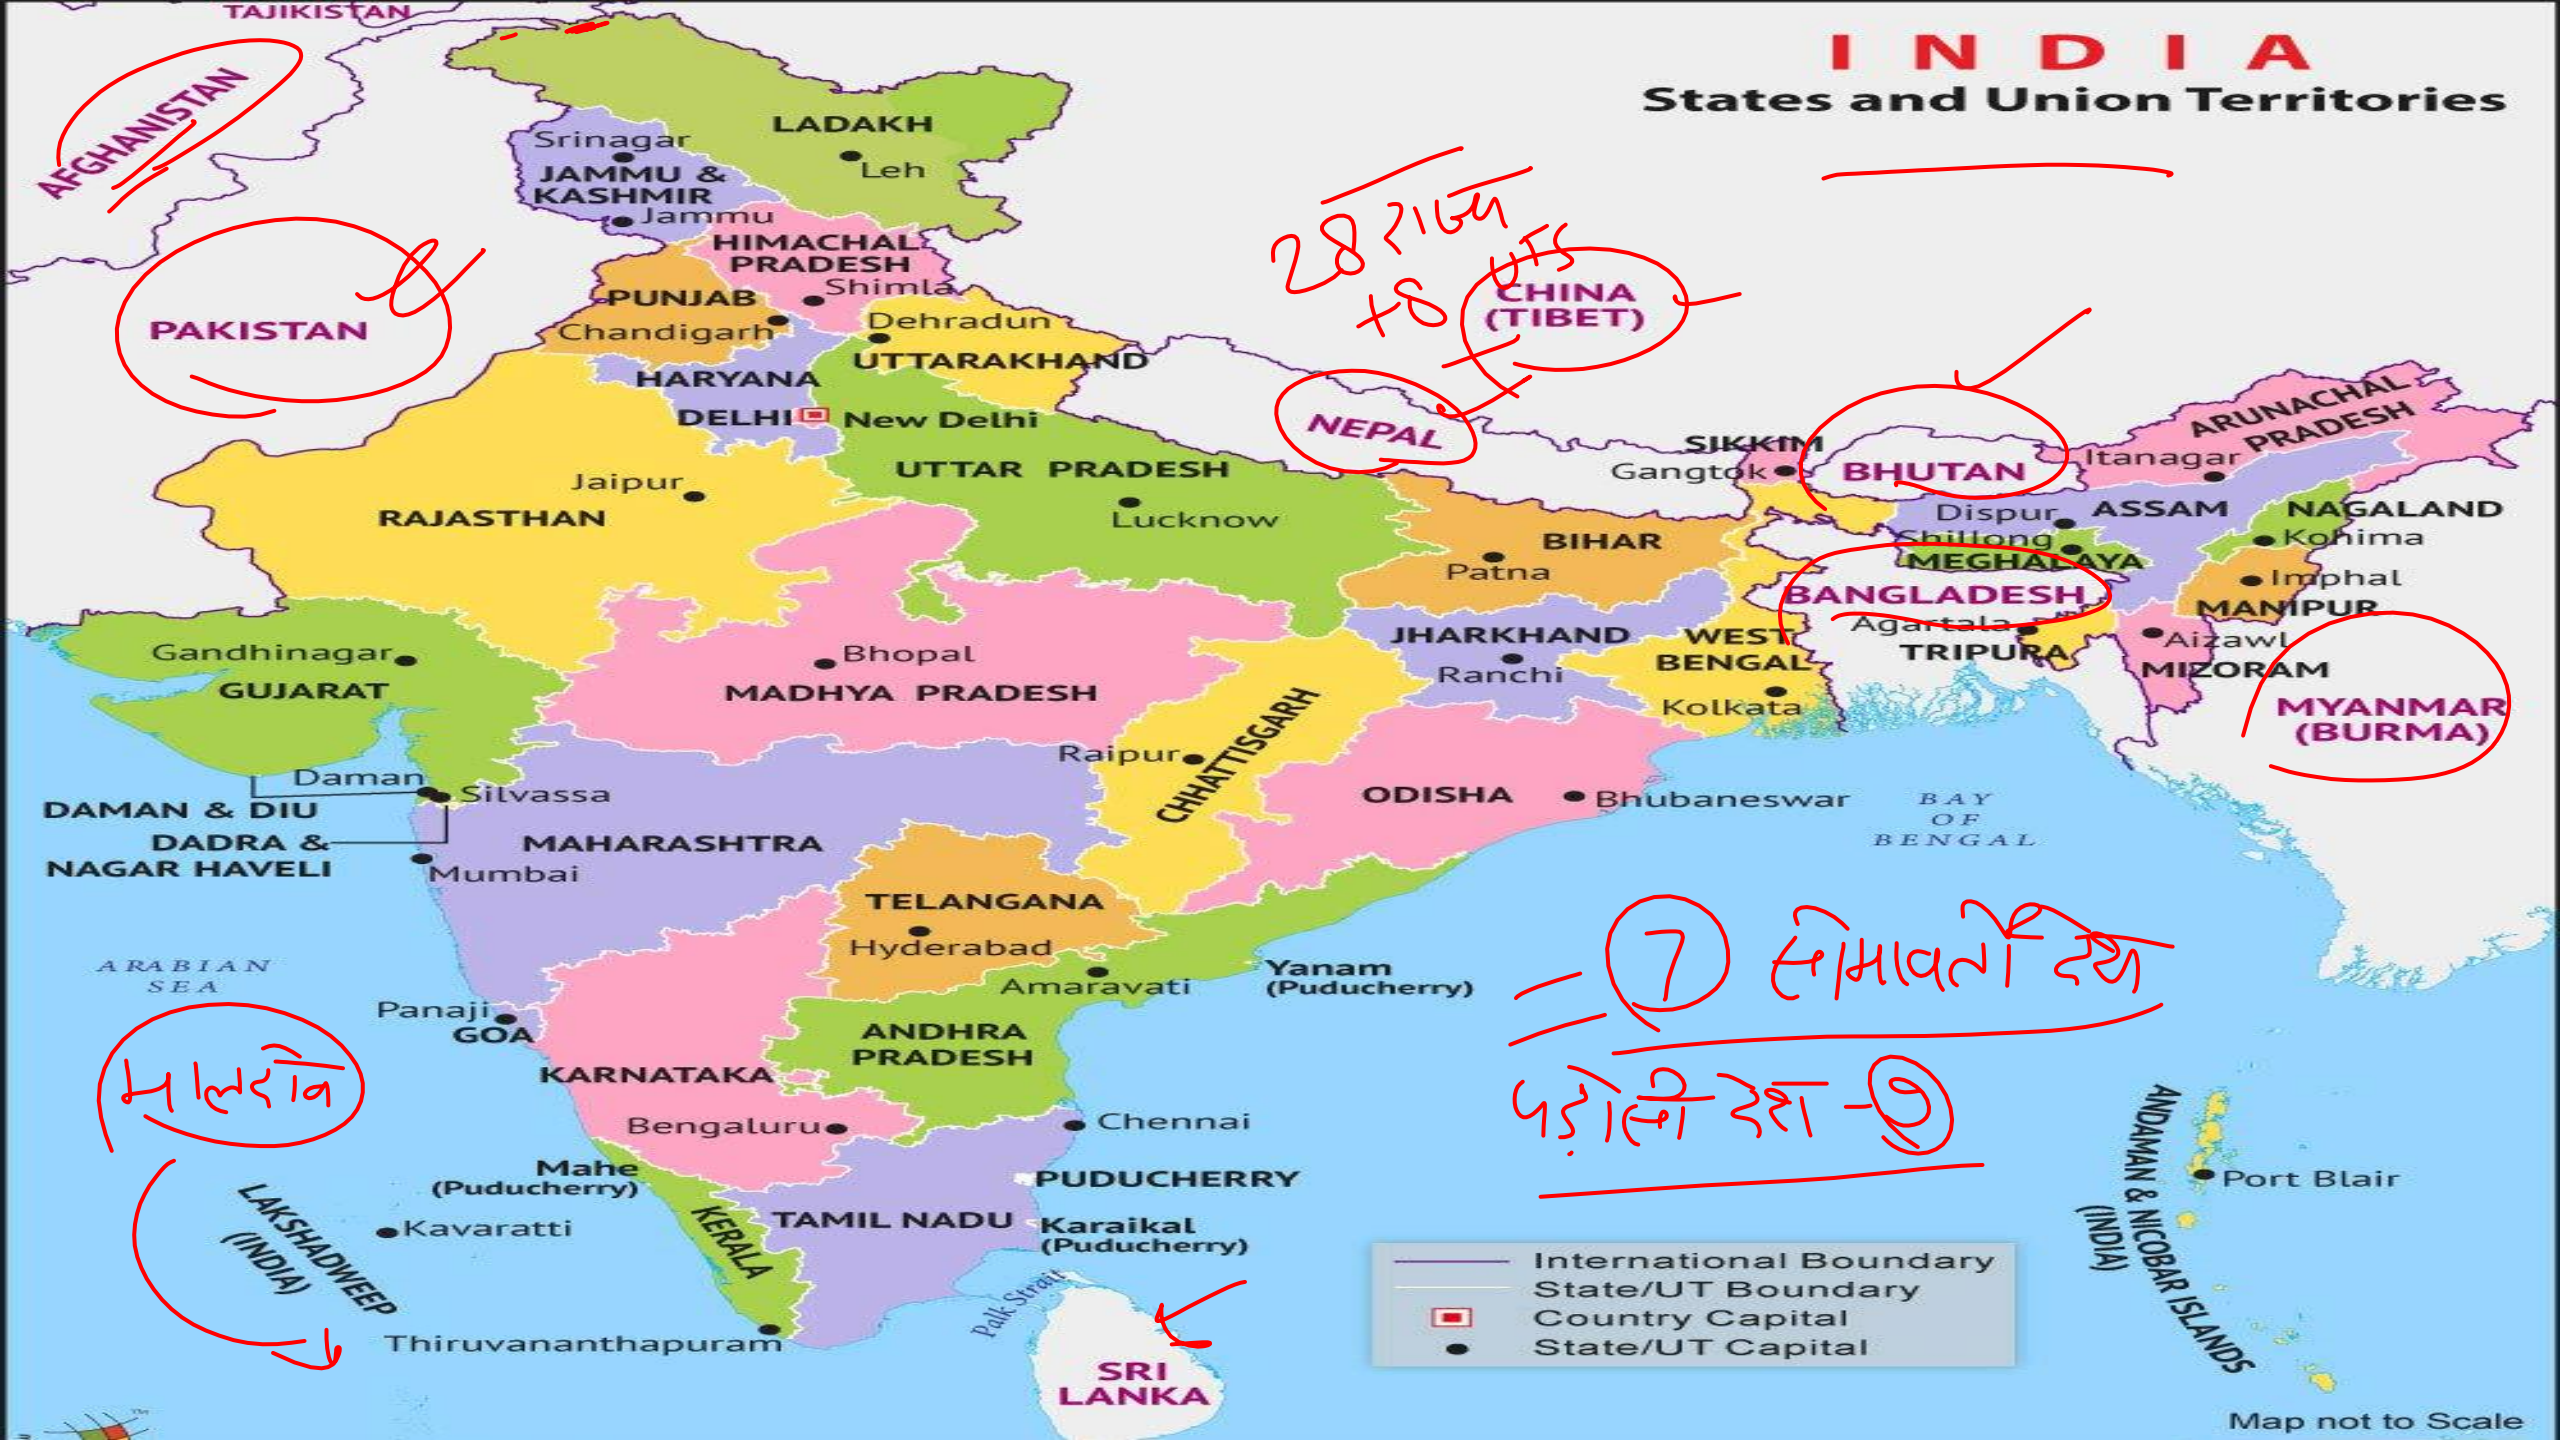 TAJIKISTAN
INDIA
States and Union Territories
AFGHANISTAN
LADAKH
Leh
Srinagar
JAMMU &
KASHMIR
Jammu
28 राज्य
+8 UTS
HIMACHAL
PRADESH
Shimla
CHINA
(TIBET)
PAKISTAN
PUNJAB
Chandigarh
Dehradun
UTTARAKHAND
HARYANA
DELHI
New Delhi
NEPAL
ARUNACHAL
PRADESH
Itanagar
SIKKIM
Gangtok
BHUTAN
UTTAR PRADESH
Lucknow
Jaipur
RAJASTHAN
Dispur
ASSAM
NAGALAND
Kohima
Shillong
MEGHALAYA
BIHAR
Patna
BANGLADESH
Imphal
MANIPUR
Agartala
TRIPURA
Aizawl
MIZORAM
MYANMAR
(BURMA)
JHARKHAND
Ranchi
WEST
BENGAL
Kolkata
Gandhinagar
GUJARAT
Bhopal
MADHYA PRADESH
Raipur
CHHATTISGARH
ODISHA
Bhubaneswar
BAY
OF
BENGAL
Daman
Silvassa
DAMAN & DIU
DADRA &
NAGAR HAVELI
MAHARASHTRA
Mumbai
TELANGANA
Hyderabad
ARABIAN
SEA
Amaravati
Yanam
(Puducherry)
7 सीमावर्ती देश
पड़ोसी देश - 9
Panaji
GOA
ANDHRA
PRADESH
मालदीव
KARNATAKA
Bengaluru
Chennai
Mahe
(Puducherry)
PUDUCHERRY
KERALA
TAMIL NADU
Karaikal
(Puducherry)
LAKSHADWEEP
(INDIA)
Kavaratti
Thiruvananthapuram
Palk Strait
SRI
LANKA
ANDAMAN & NICOBAR ISLANDS
(INDIA)
Port Blair
International Boundary
State/UT Boundary
Country Capital
State/UT Capital
Map not to Scale